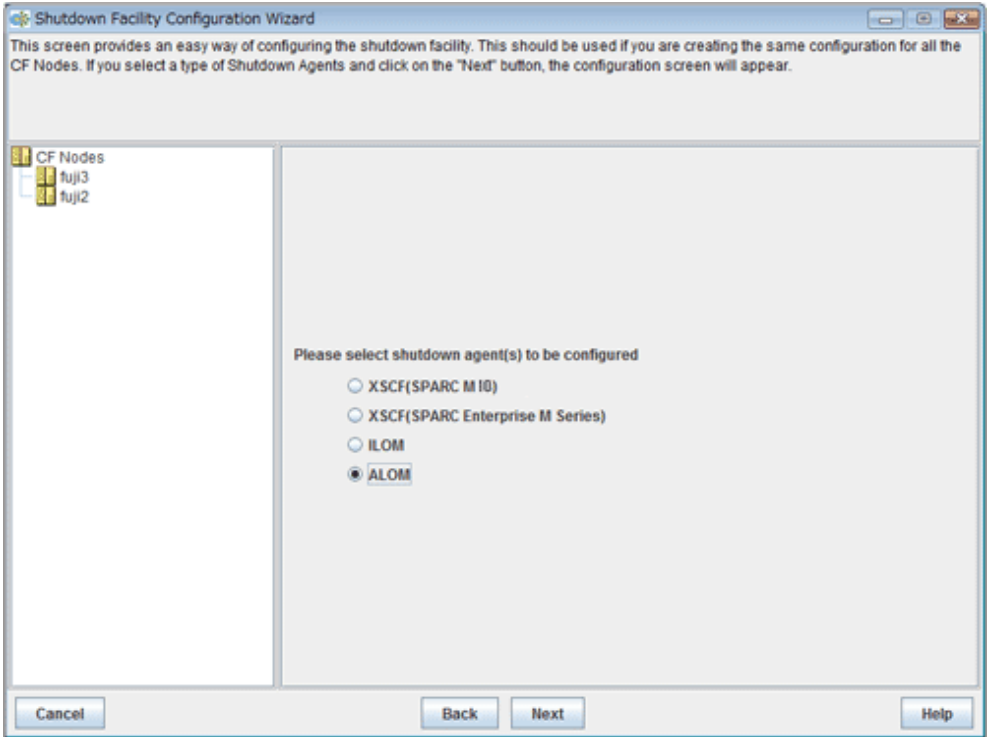 Shutdown Facility Configuration Wizard
This screen provides an easy way of configuring the shutdown facility. This should be used if you are creating the same configuration for all the
CF Nodes. If you select a type of Shutdown Agents and click on the "Next" button, the configuration screen will appear.
CF Nodes
fuji3
fuji2
Please select shutdown agent(s) to be configured
XSCF(SPARC M10)
XSCF(SPARC Enterprise M Series)
ILOM
ALOM
Cancel
Back
Next
Help